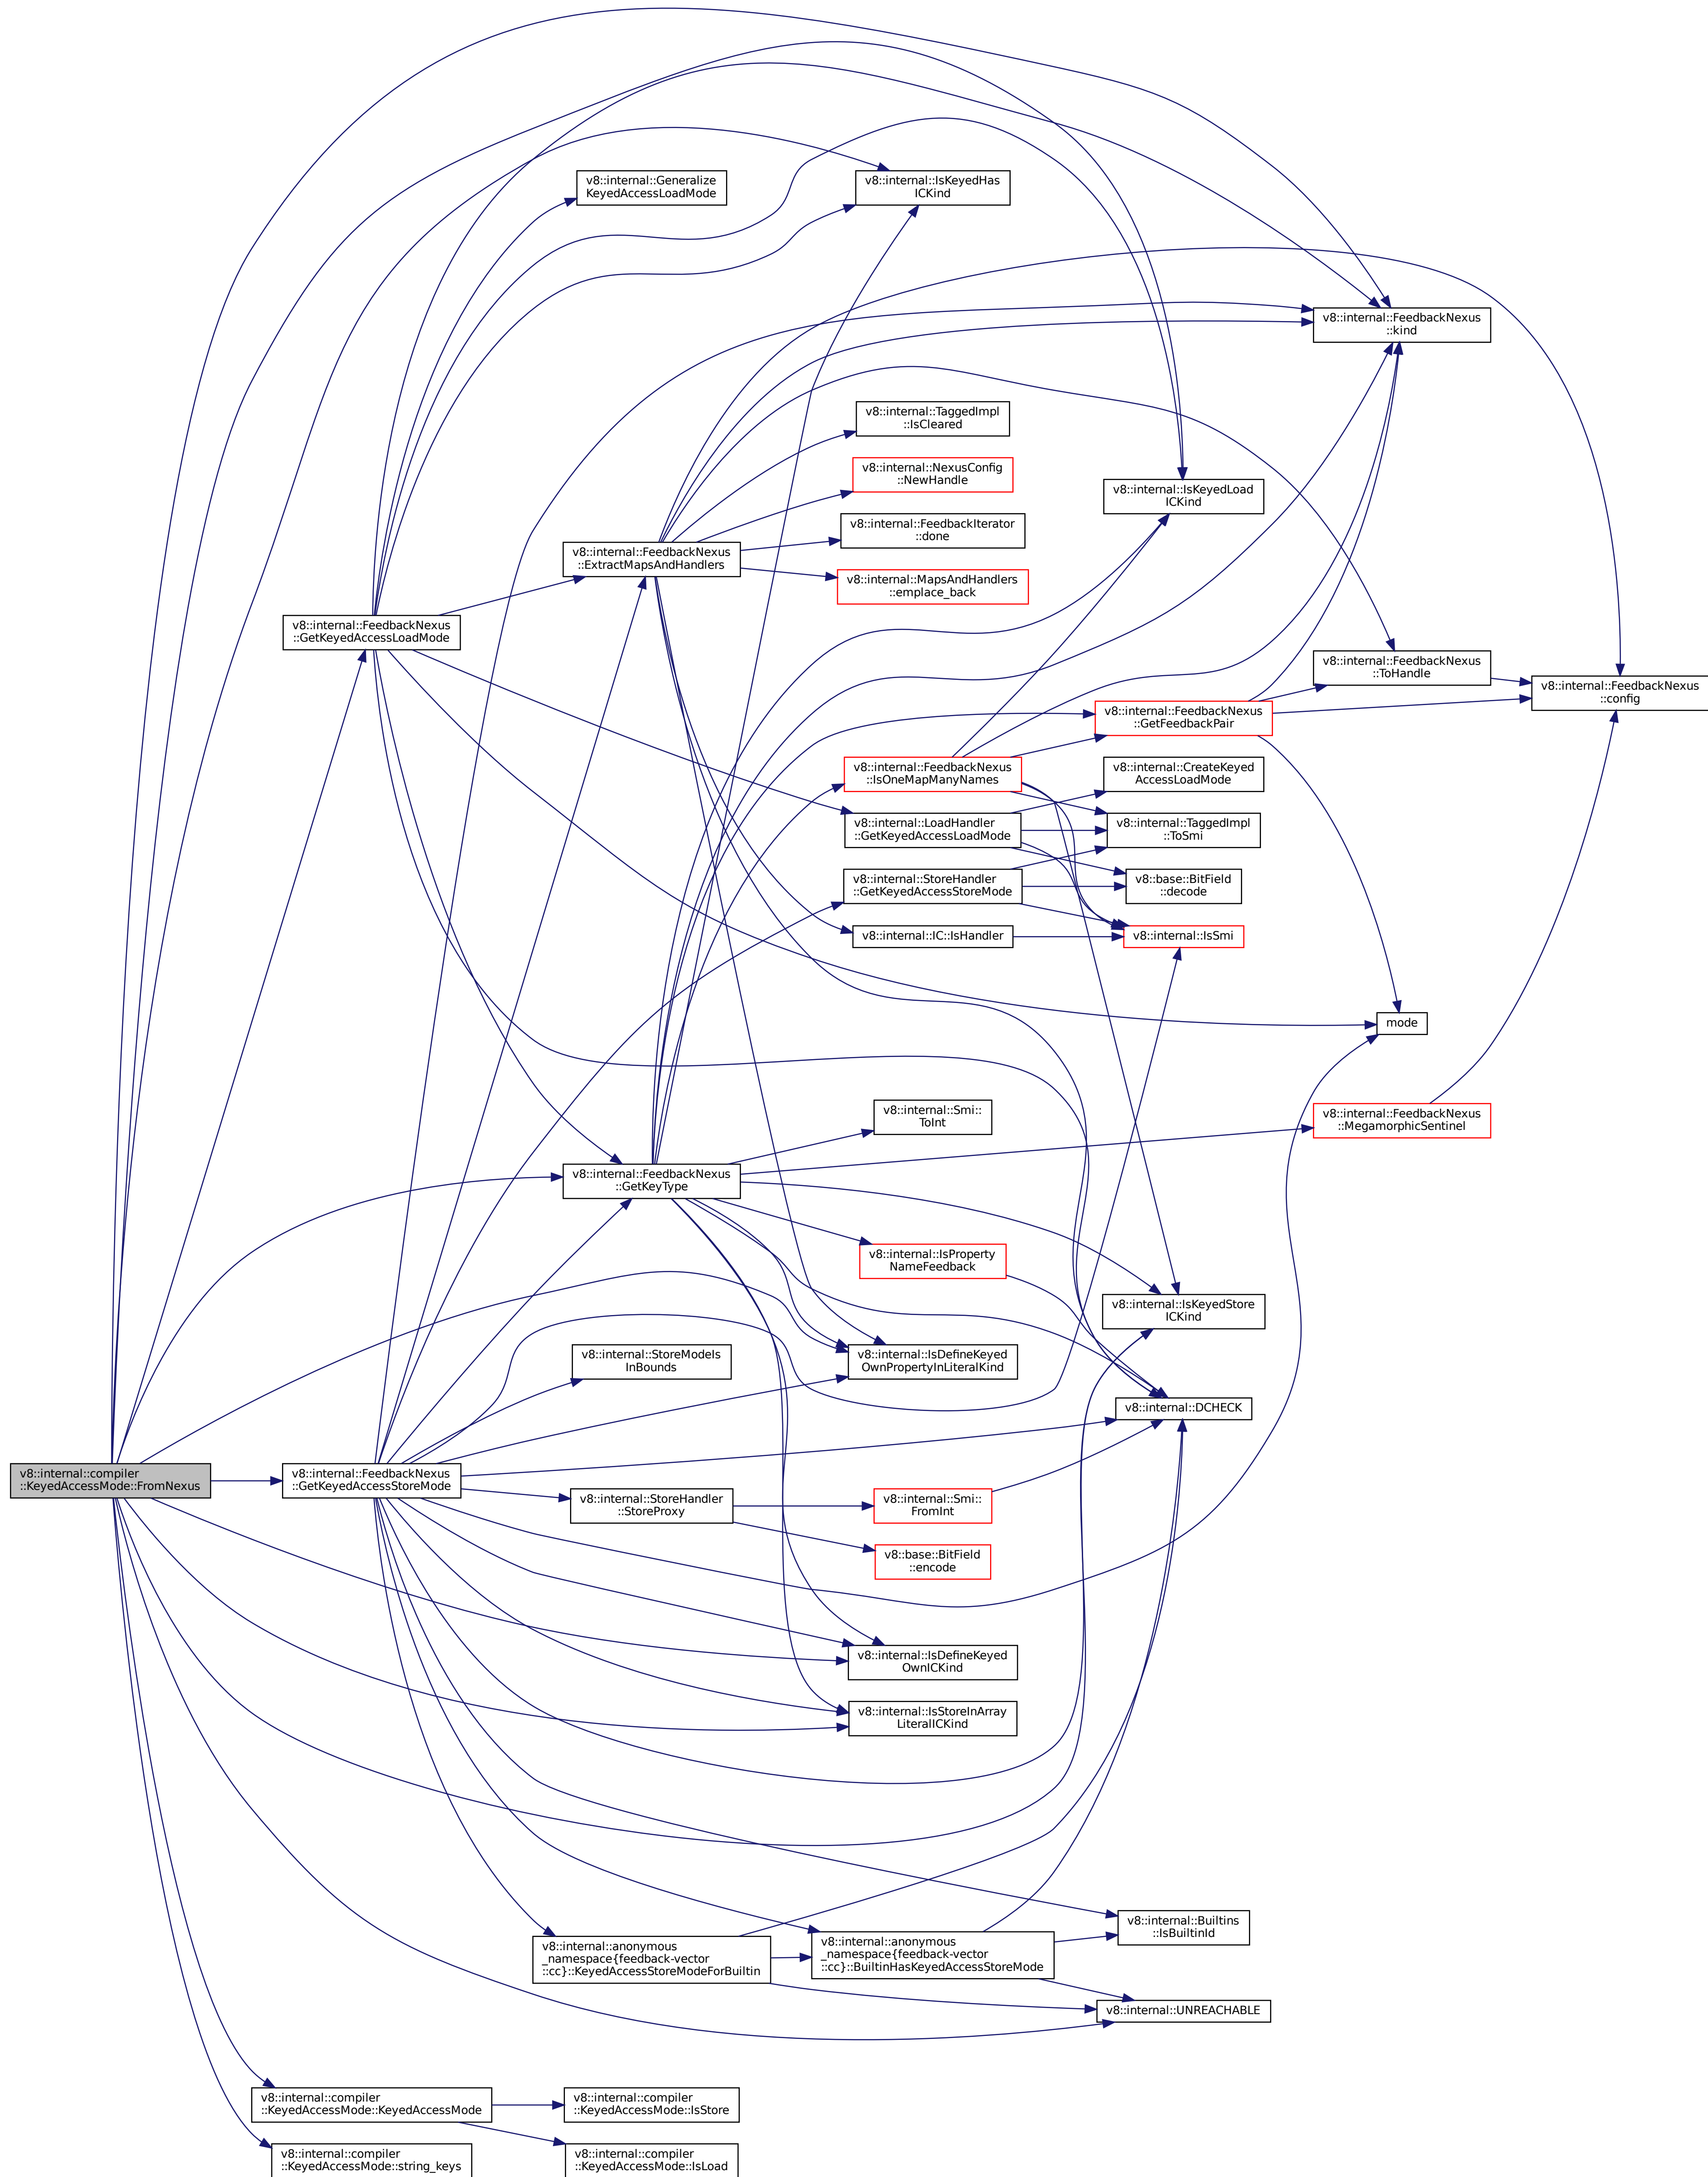 v8::internal::Generalize
KeyedAccessLoadMode
v8::internal::IsKeyedHas
ICKind
v8::internal::FeedbackNexus
::kind
v8::internal::TaggedImpl
::IsCleared
v8::internal::NexusConfig
::NewHandle
v8::internal::IsKeyedLoad
ICKind
v8::internal::FeedbackIterator
::done
v8::internal::FeedbackNexus
::ExtractMapsAndHandlers
v8::internal::MapsAndHandlers
::emplace_back
v8::internal::FeedbackNexus
::GetKeyedAccessLoadMode
v8::internal::FeedbackNexus
::ToHandle
v8::internal::FeedbackNexus
::config
v8::internal::FeedbackNexus
::GetFeedbackPair
v8::internal::FeedbackNexus
::IsOneMapManyNames
v8::internal::CreateKeyed
AccessLoadMode
v8::internal::LoadHandler
::GetKeyedAccessLoadMode
v8::internal::TaggedImpl
::ToSmi
v8::internal::StoreHandler
::GetKeyedAccessStoreMode
v8::base::BitField
::decode
v8::internal::IC::IsHandler
v8::internal::IsSmi
mode
v8::internal::Smi::
ToInt
v8::internal::FeedbackNexus
::MegamorphicSentinel
v8::internal::FeedbackNexus
::GetKeyType
v8::internal::IsProperty
NameFeedback
v8::internal::IsKeyedStore
ICKind
v8::internal::StoreModeIs
InBounds
v8::internal::IsDefineKeyed
OwnPropertyInLiteralKind
v8::internal::DCHECK
v8::internal::compiler
::KeyedAccessMode::FromNexus
v8::internal::FeedbackNexus
::GetKeyedAccessStoreMode
v8::internal::StoreHandler
::StoreProxy
v8::internal::Smi::
FromInt
v8::base::BitField
::encode
v8::internal::IsDefineKeyed
OwnICKind
v8::internal::IsStoreInArray
LiteralICKind
v8::internal::Builtins
::IsBuiltinId
v8::internal::anonymous
_namespace{feedback-vector
::cc}::KeyedAccessStoreModeForBuiltin
v8::internal::anonymous
_namespace{feedback-vector
::cc}::BuiltinHasKeyedAccessStoreMode
v8::internal::UNREACHABLE
v8::internal::compiler
::KeyedAccessMode::KeyedAccessMode
v8::internal::compiler
::KeyedAccessMode::IsStore
v8::internal::compiler
::KeyedAccessMode::string_keys
v8::internal::compiler
::KeyedAccessMode::IsLoad